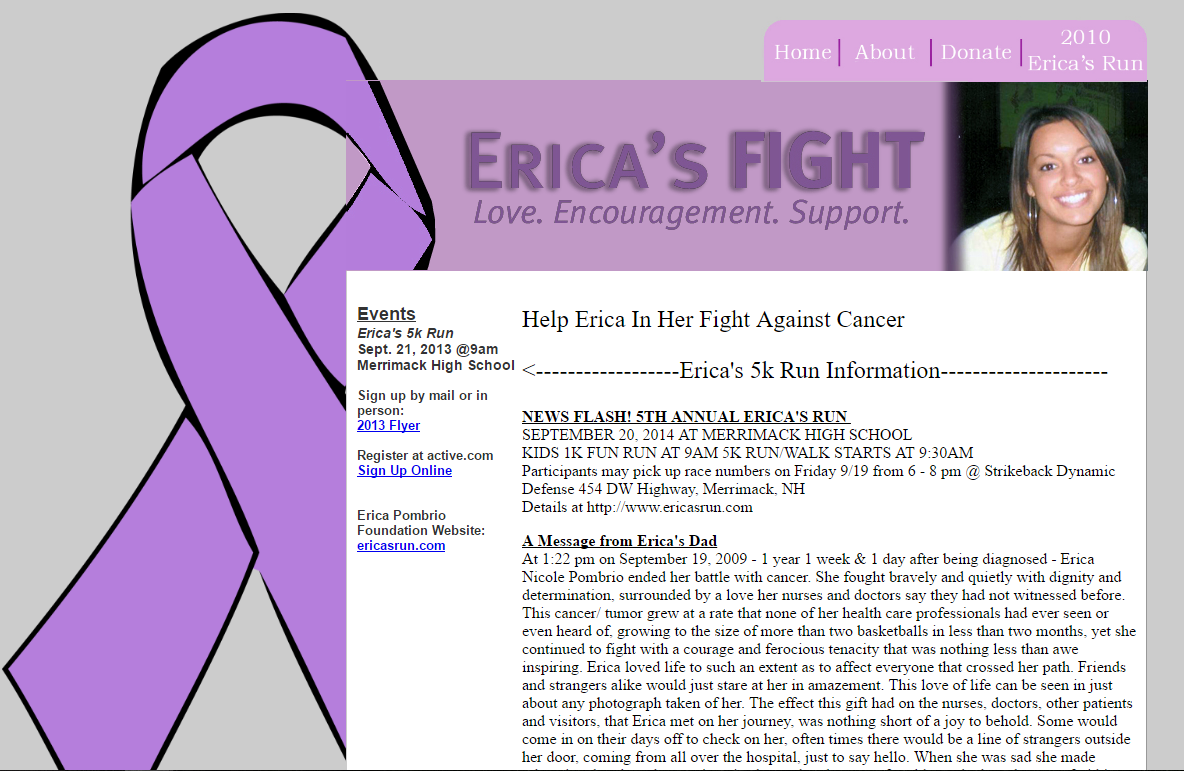 Home | About | Donate | 2010
Erica's Run
ERICA'S FIGHT
Love. Encouragement. Support.
Events
Erica's 5k Run
Sept. 21, 2013 @9am
Merrimack High School
Sign up by mail or in
person:
2013 Flyer
Register at active.com
Sign Up Online
Erica Pombrio
Foundation Website:
ericasrun.com
Help Erica In Her Fight Against Cancer
<------------------Erica's 5k Run Information---------------------
NEWS FLASH! 5TH ANNUAL ERICA'S RUN
SEPTEMBER 20, 2014 AT MERRIMACK HIGH SCHOOL
KIDS 1K FUN RUN AT 9AM 5K RUN/WALK STARTS AT 9:30AM
Participants may pick up race numbers on Friday 9/19 from 6 - 8 pm @ Strikeback Dynamic
Defense 454 DW Highway, Merrimack, NH
Details at http://www.ericasrun.com
A Message from Erica's Dad
At 1:22 pm on September 19, 2009 - 1 year 1 week & 1 day after being diagnosed - Erica
Nicole Pombrio ended her battle with cancer. She fought bravely and quietly with dignity and
determination, surrounded by a love her nurses and doctors say they had not witnessed before.
This cancer/ tumor grew at a rate that none of her health care professionals had ever seen or
even heard of, growing to the size of more than two basketballs in less than two months, yet she
continued to fight with a courage and ferocious tenacity that was nothing less than awe
inspiring. Erica loved life to such an extent as to affect everyone that crossed her path. Friends
and strangers alike would just stare at her in amazement. This love of life can be seen in just
about any photograph taken of her. The effect this gift had on the nurses, doctors, other patients
and visitors, that Erica met on her journey, was nothing short of a joy to behold. Some would
come in on their days off to check on her, often times there would be a line of strangers outside
her door, coming from all over the hospital, just to say hello. When she was sad she made